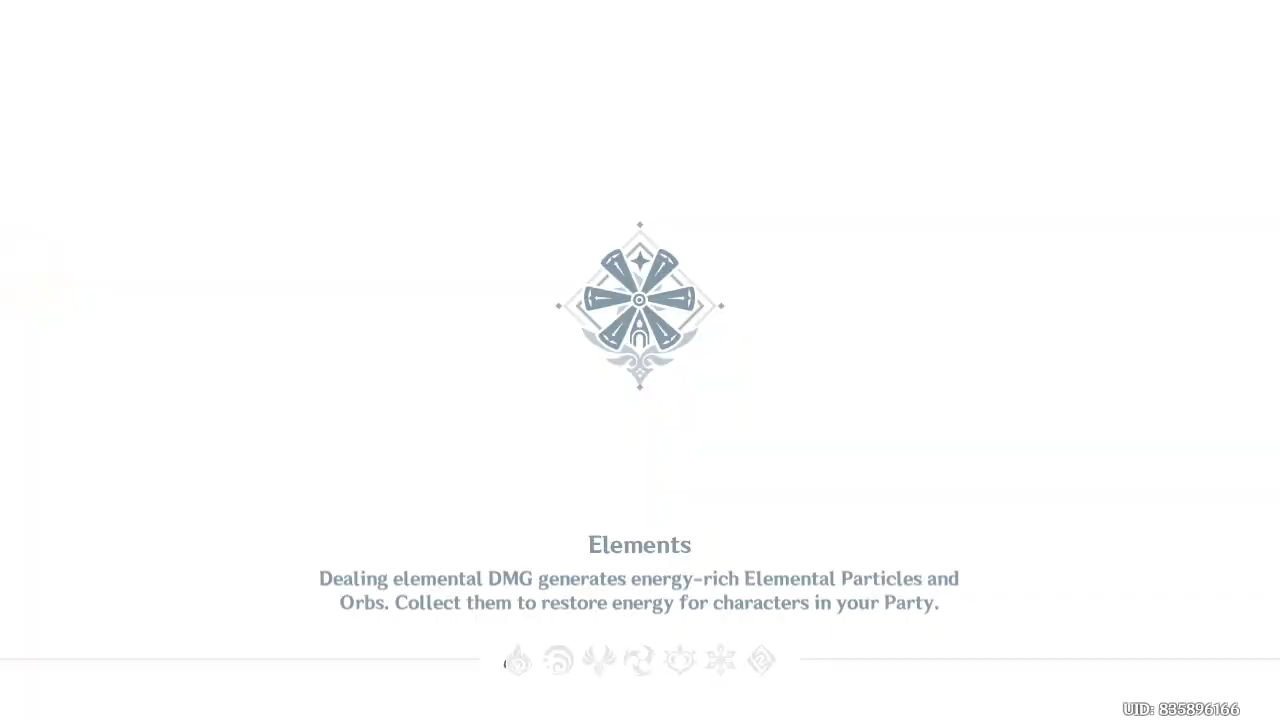 Elements
Dealing elemental DMG generates energy-rich Elemental Particles and
Orbs. Collect them to restore energy for characters in your Party.
UID: 835896166